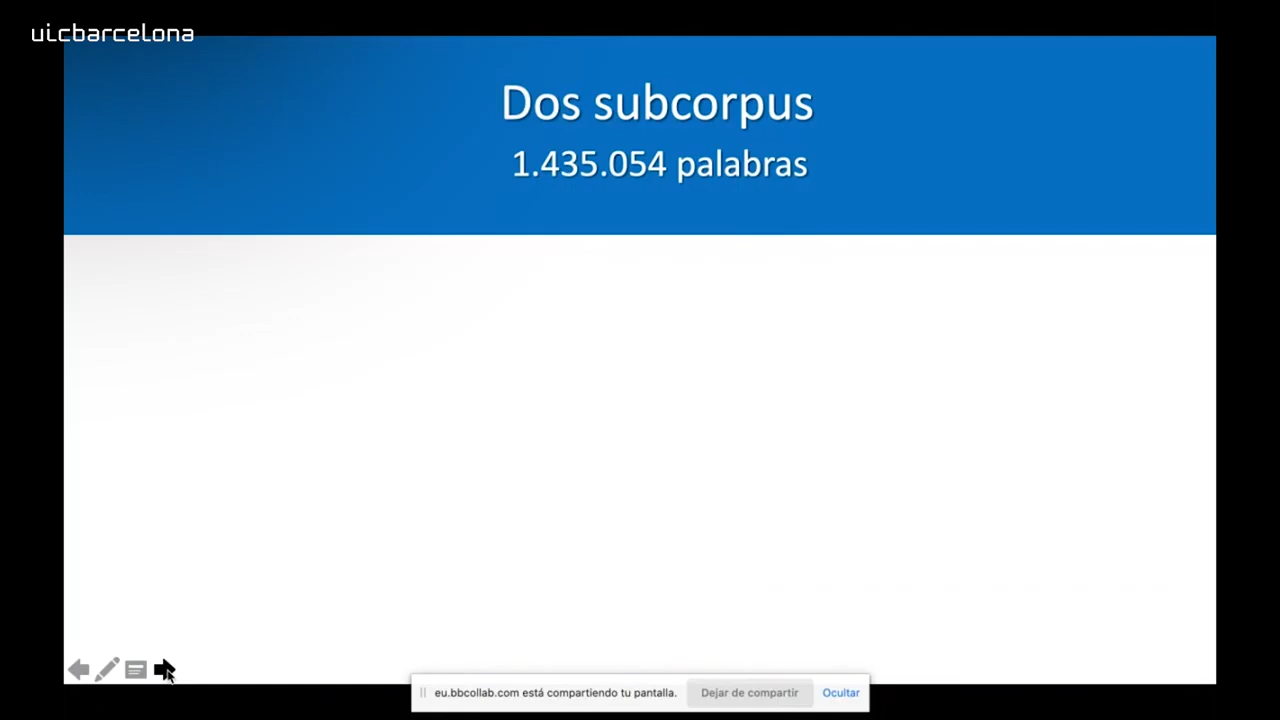 uicbarcelona
Dos subcorpus
1.435.054 palabras
eu.bbcollab.com está compartiendo tu pantalla. Dejar de compartir Ocultar